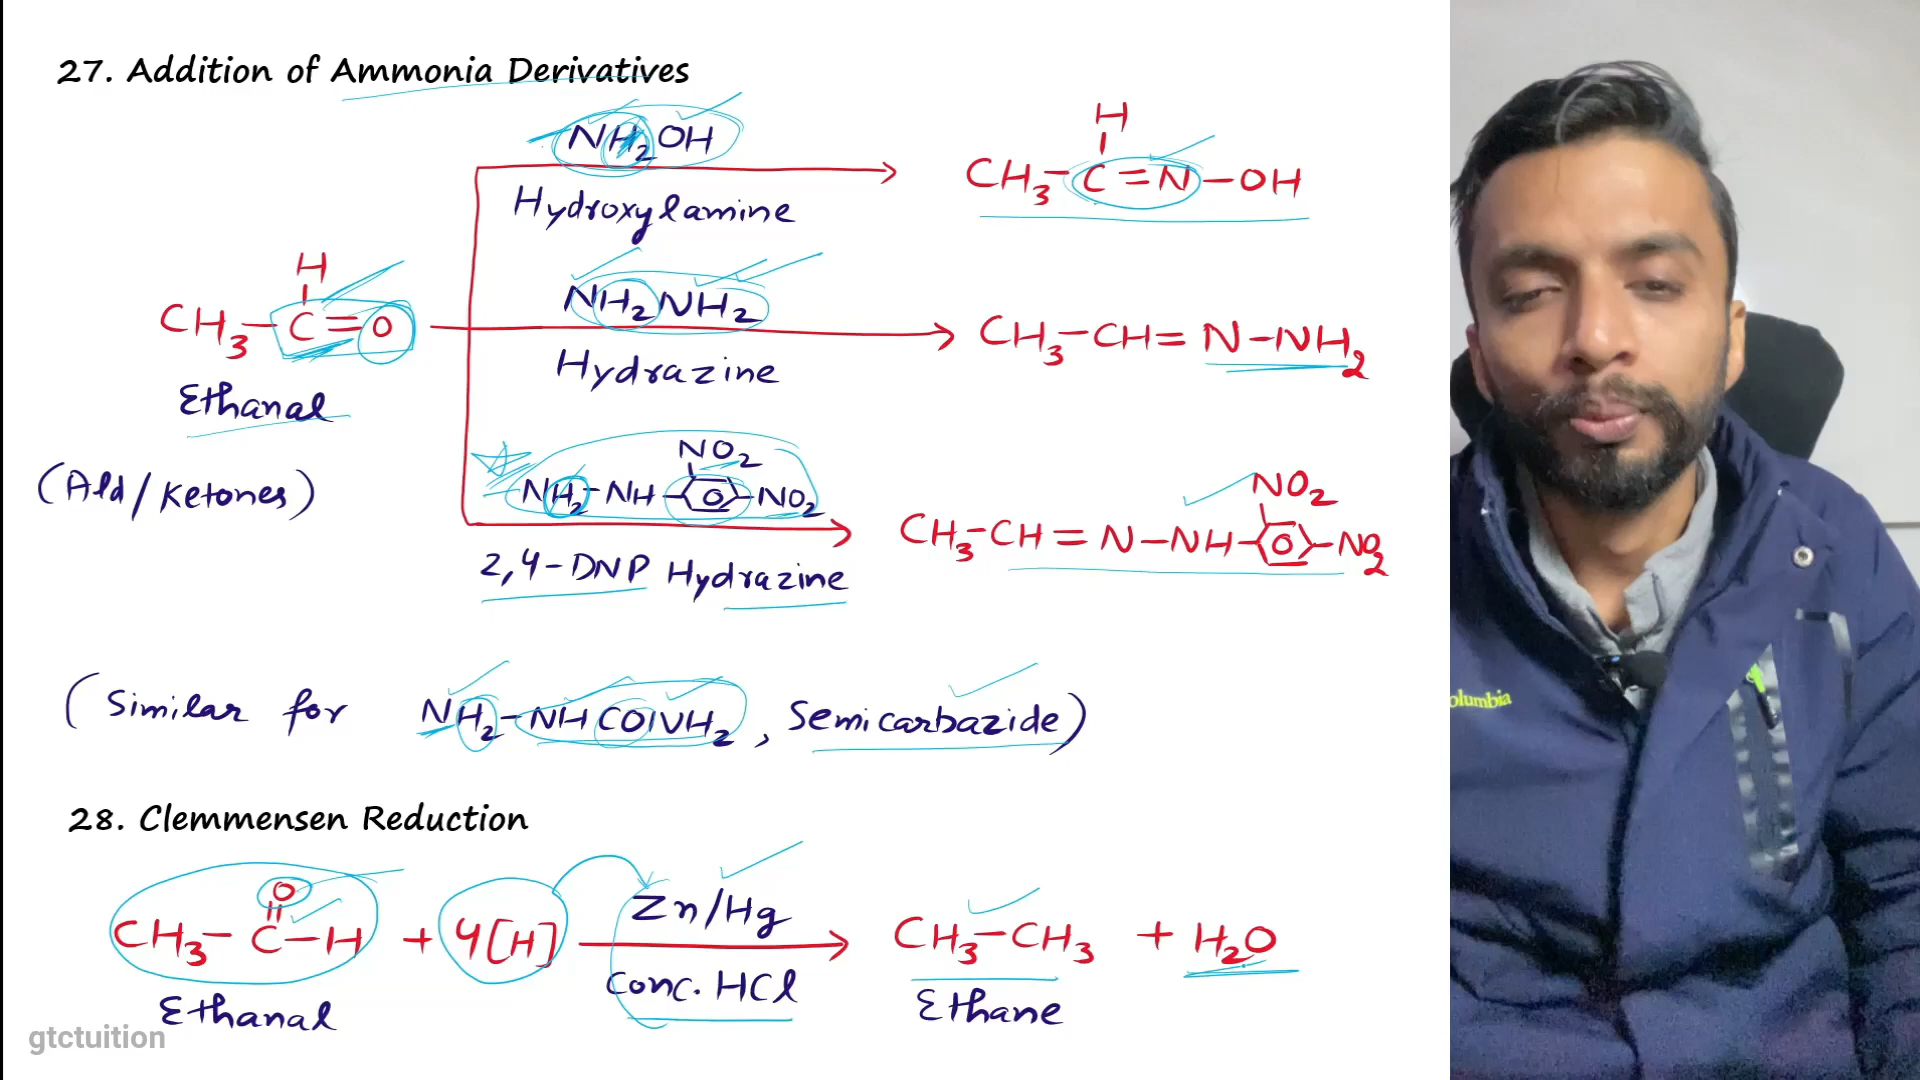 27. Addition of Ammonia Derivatives
NH2OH
Hydroxylamine
H
CH3-C=N-OH
H
CH3-C=O
Ethanal
(Ald/Ketones)
NH2NH2
Hydrazine
CH3-CH=N-NH2
NO2
NH2-NH-⌬-NO2
2,4-DNP Hydrazine
NO2
CH3-CH=N-NH-⌬-NO2
(Similar for NH2-NHCONH2, Semicarbazide)
28. Clemmensen Reduction
O
CH3-C-H + 4[H] Zn/Hg CH3-CH3 + H2O
Conc. HCl
Ethanal Ethane
gtctuition
olumbia